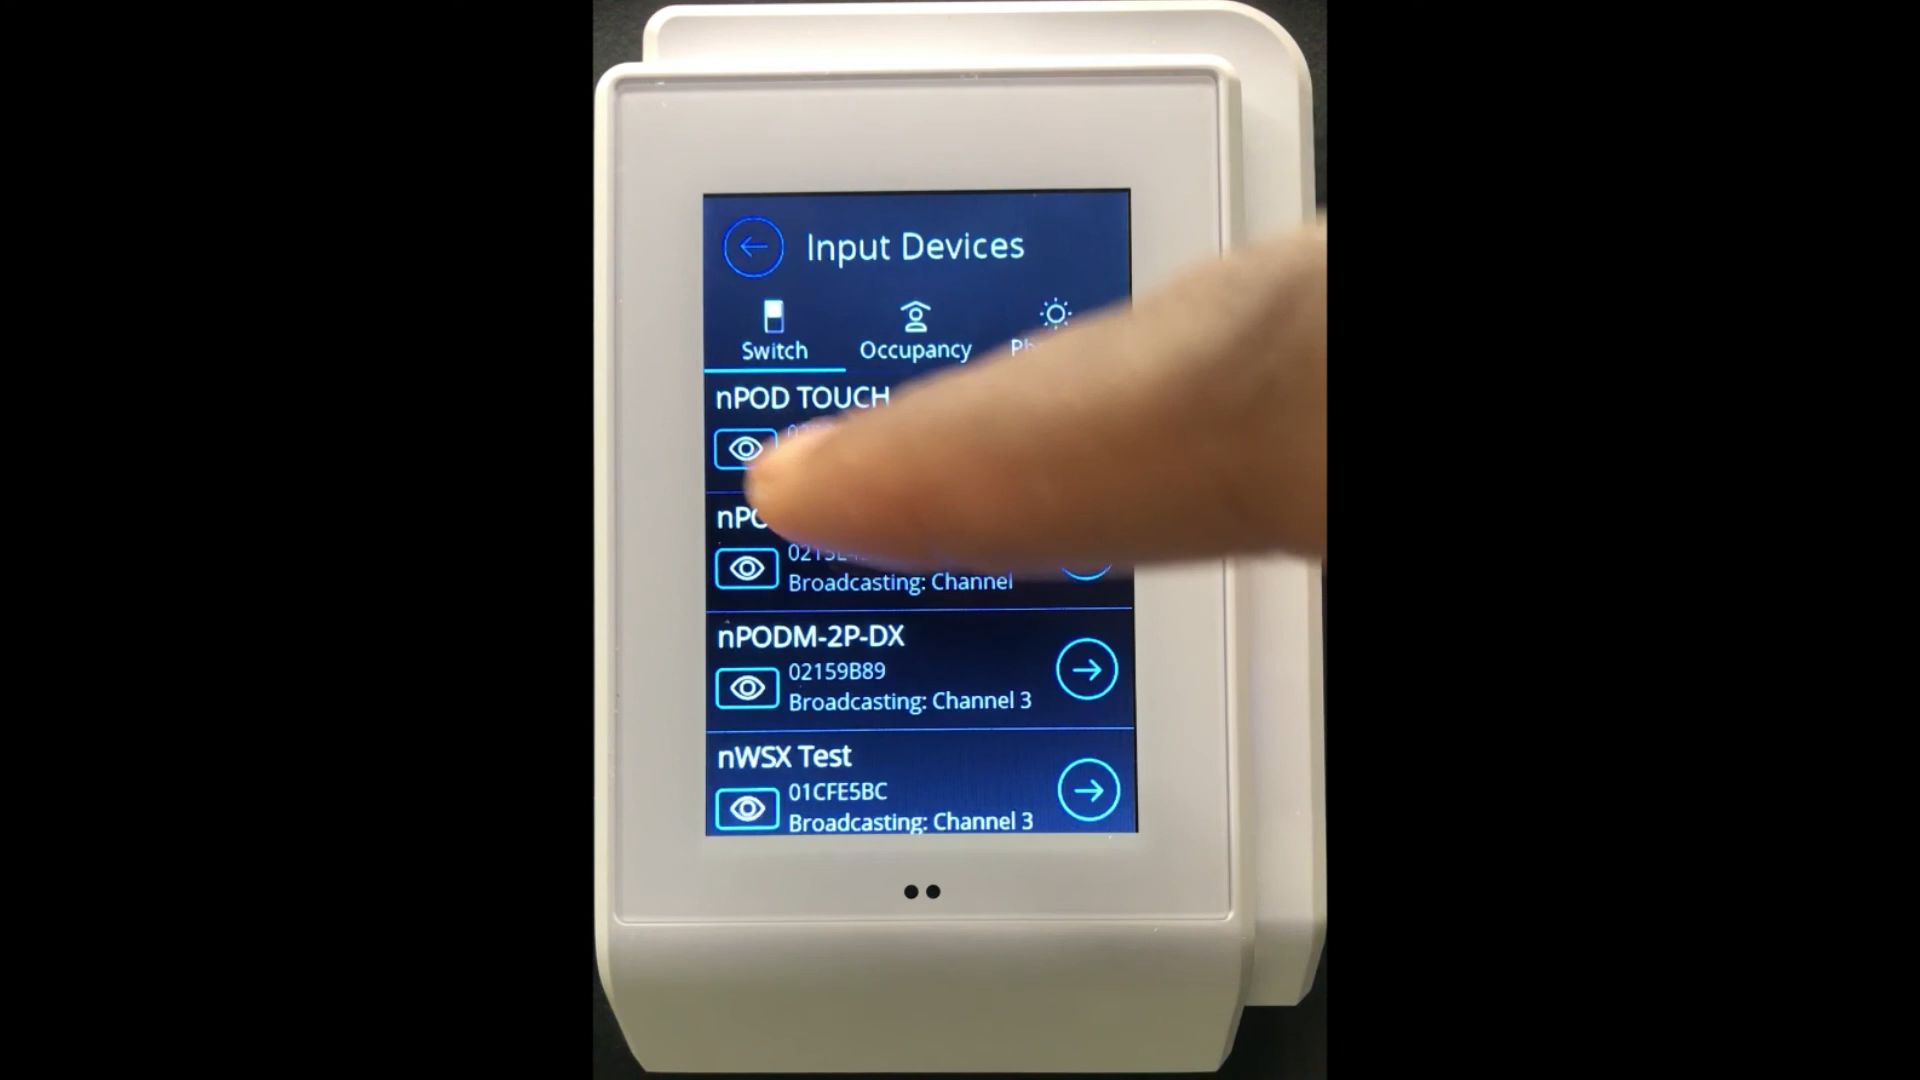 Input Devices
Switch
Occupancy
nPOD TOUCH
Broadcasting: Channel
nPODM-2P-DX
02159B89
Broadcasting: Channel 3
nWSX Test
01CFE5BC
Broadcasting: Channel 3